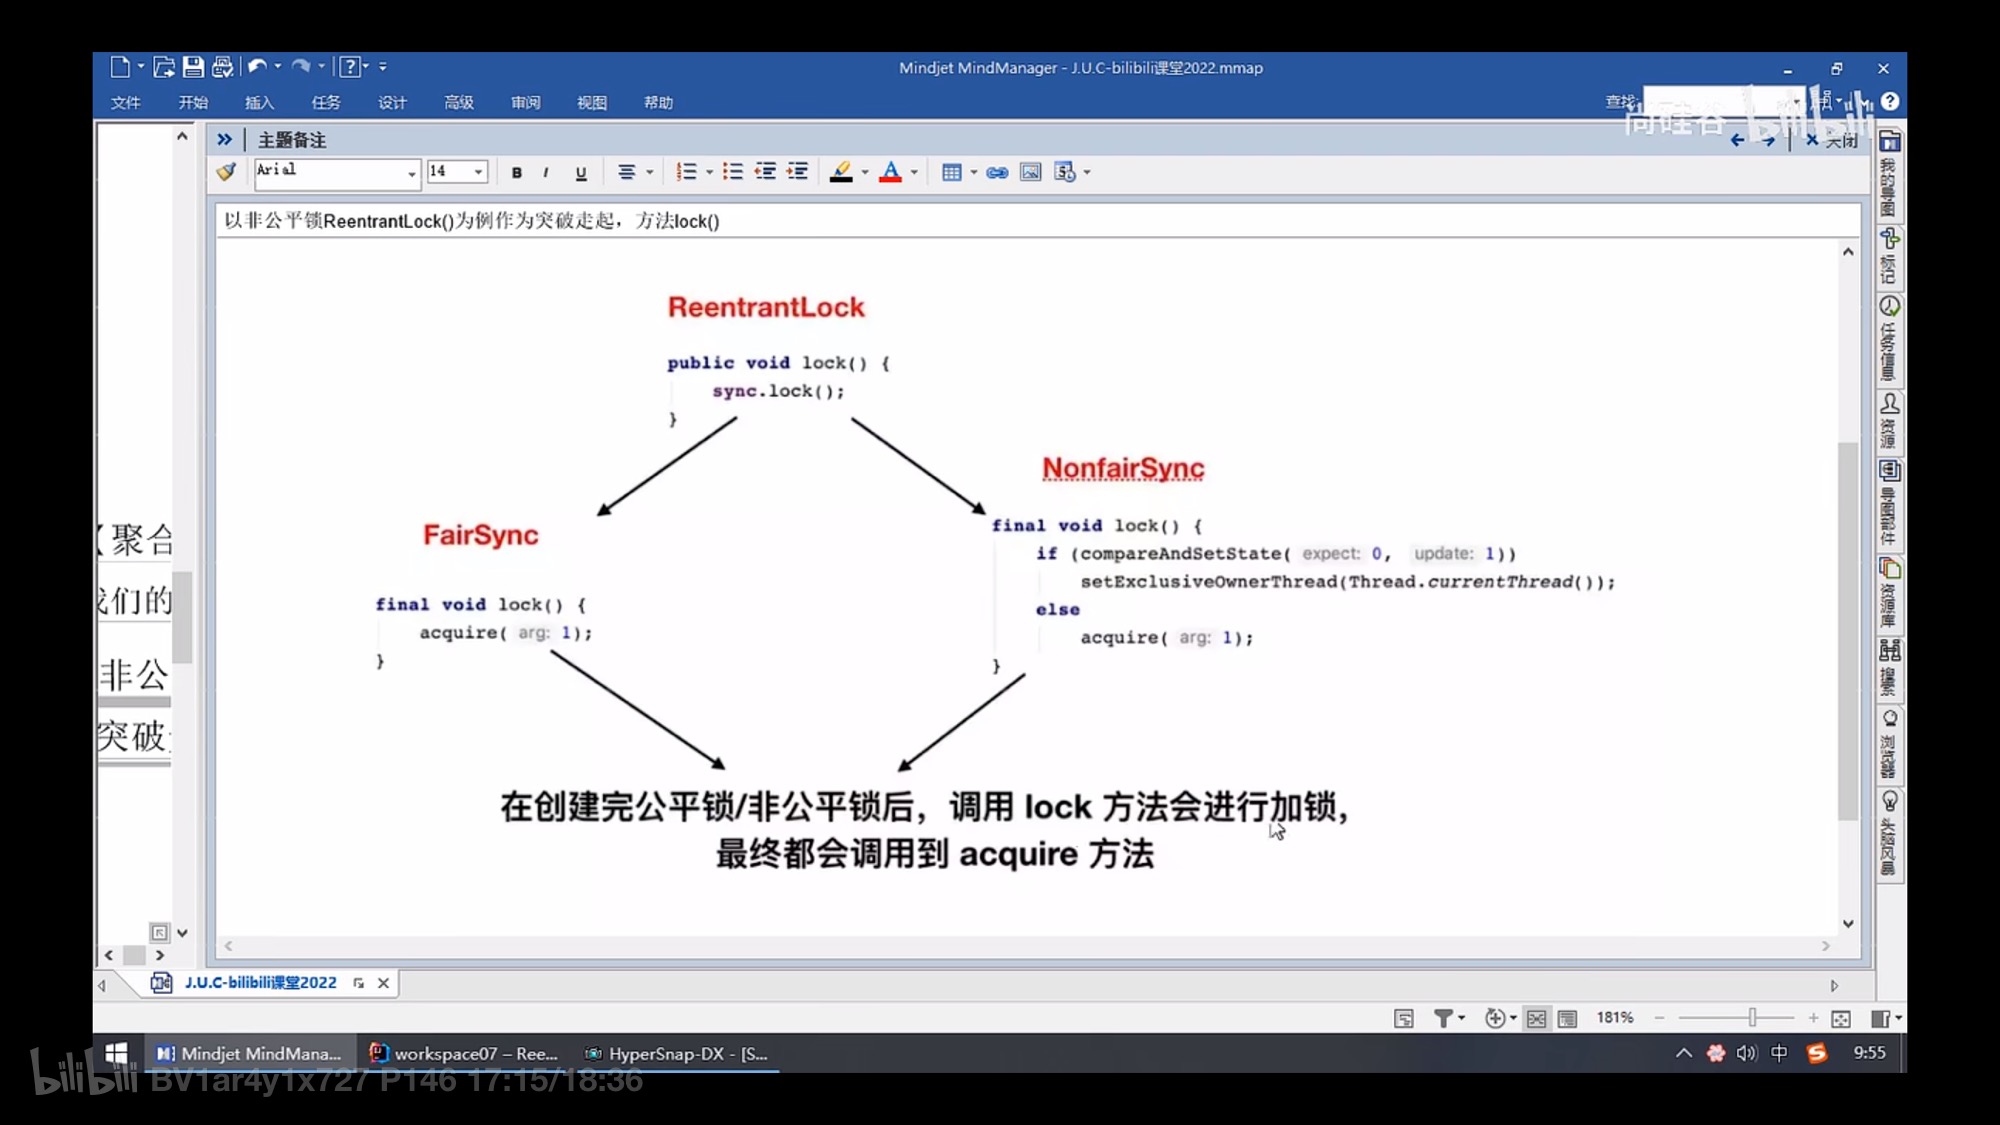 Mindjet MindManager - J.U.C-bilibili课堂2022.mmap
文件 开始 插入 任务 设计 高级 审阅 视图 帮助
查找:
尚硅谷 bilibili
主题备注
关闭
Arial 14 B I U
以非公平锁ReentrantLock()为例作为突破走起，方法lock()
ReentrantLock
public void lock() {
sync.lock();
}
NonfairSync
final void lock() {
if (compareAndSetState( expect: 0, update: 1))
setExclusiveOwnerThread(Thread.currentThread());
else
acquire( arg: 1);
}
FairSync
final void lock() {
acquire( arg: 1);
}
在创建完公平锁/非公平锁后，调用 lock 方法会进行加锁，
最终都会调用到 acquire 方法
【聚合
我们的
非公
突破
我的导图
标记
任务信息
资源
导图部件
资源库
搜索
浏览器
头脑风暴
J.U.C-bilibili课堂2022
181%
Mindjet MindMana...
workspace07 – Ree...
HyperSnap-DX - [S...
中
9:55
bilibili BV1ar4y1x727 P146 17:15/18:36